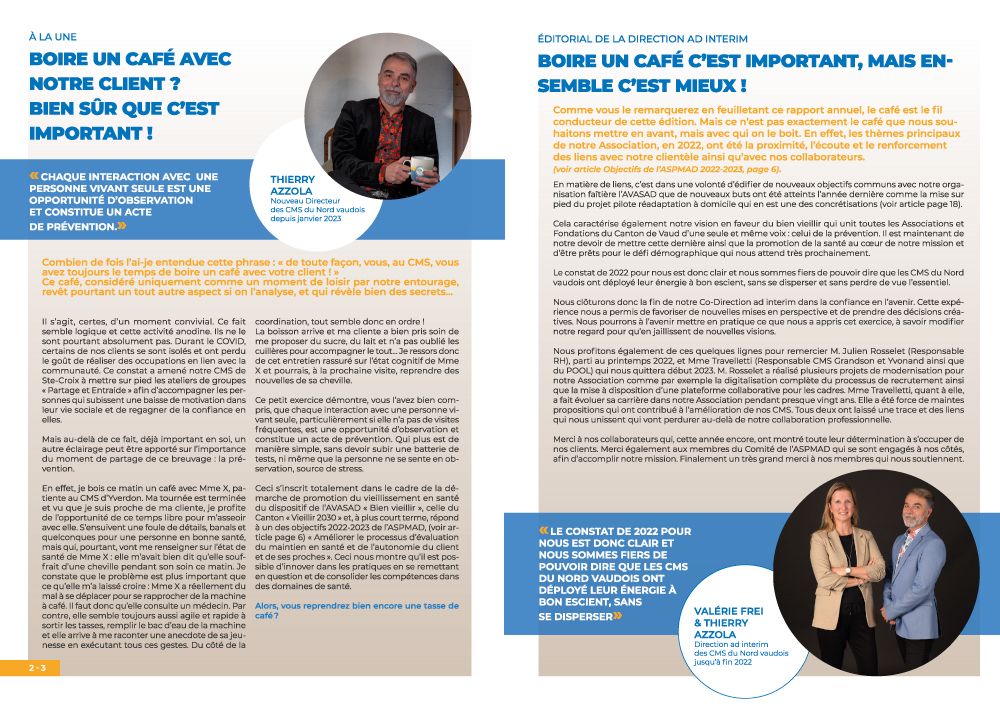 À LA UNE
BOIRE UN CAFÉ AVEC
NOTRE CLIENT ?
BIEN SÛR QUE C'EST
IMPORTANT !
« CHAQUE INTERACTION AVEC UNE
PERSONNE VIVANT SEULE EST UNE
OPPORTUNITÉ D'OBSERVATION
ET CONSTITUE UN ACTE
DE PRÉVENTION.»
THIERRY
AZZOLA
Nouveau Directeur
des CMS du Nord vaudois
depuis janvier 2023
Combien de fois l'ai-je entendue cette phrase : « de toute façon, vous, au CMS, vous
avez toujours le temps de boire un café avec votre client ! »
Ce café, considéré uniquement comme un moment de loisir par notre entourage,
revêt pourtant un tout autre aspect si on l'analyse, et qui révèle bien des secrets...
Il s'agit, certes, d'un moment convivial. Ce fait
semble logique et cette activité anodine. Ils ne le
sont pourtant absolument pas. Durant le COVID,
certains de nos clients se sont isolés et ont perdu
le goût de réaliser des occupations en lien avec la
communauté. Ce constat a amené notre CMS de
Ste-Croix à mettre sur pied les ateliers de groupes
« Partage et Entraide » afin d'accompagner les per-
sonnes qui subissent une baisse de motivation dans
leur vie sociale et de regagner de la confiance en
elles.
Mais au-delà de ce fait, déjà important en soi, un
autre éclairage peut être apporté sur l'importance
du moment de partage de ce breuvage : la pré-
vention.
En effet, je bois ce matin un café avec Mme X, pa-
tiente au CMS d'Yverdon. Ma tournée est terminée
et vu que je suis proche de ma cliente, je profite
de l'opportunité de ce temps libre pour m'asseoir
avec elle. S'ensuivent une foule de détails, banals et
quelconques pour une personne en bonne santé,
mais qui, pourtant, vont me renseigner sur l'état de
santé de Mme X : elle m'avait bien dit qu'elle souf-
frait d'une cheville pendant son soin ce matin. Je
constate que le problème est plus important que
ce qu'elle m'a laissé croire : Mme X a réellement du
mal à se déplacer pour se rapprocher de la machine
à café. Il faut donc qu'elle consulte un médecin. Par
contre, elle semble toujours aussi agile et rapide à
sortir les tasses, remplir le bac d'eau de la machine
et elle arrive à me raconter une anecdote de sa jeu-
nesse en exécutant tous ces gestes. Du côté de la
coordination, tout semble donc en ordre !
La boisson arrive et ma cliente a bien pris soin de
me proposer du sucre, du lait et n'a pas oublié les
cuillères pour accompagner le tout... Je ressors donc
de cet entretien rassuré sur l'état cognitif de Mme
X et pourrais, à la prochaine visite, reprendre des
nouvelles de sa cheville.
Ce petit exercice démontre, vous l'avez bien com-
pris, que chaque interaction avec une personne vi-
vant seule, particulièrement si elle n'a pas de visites
fréquentes, est une opportunité d'observation et
constitue un acte de prévention. Qui plus est de
manière simple, sans devoir subir une batterie de
tests, ni même que la personne ne se sente en ob-
servation, source de stress.
Ceci s'inscrit totalement dans le cadre de la dé-
marche de promotion du vieillissement en santé
du dispositif de l'AVASAD « Bien vieillir », celle du
Canton « Vieillir 2030 » et, à plus court terme, répond
à un des objectifs 2022-2023 de l'ASPMAD, (voir ar-
ticle page 6) « Améliorer le processus d'évaluation
du maintien en santé et de l'autonomie du client
et de ses proches ». Ceci nous montre qu'il est pos-
sible d'innover dans les pratiques en se remettant
en question et de consolider les compétences dans
des domaines de santé.
Alors, vous reprendrez bien encore une tasse de
café ?
2 - 3
ÉDITORIAL DE LA DIRECTION AD INTERIM
BOIRE UN CAFÉ C'EST IMPORTANT, MAIS EN-
SEMBLE C'EST MIEUX !
Comme vous le remarquerez en feuilletant ce rapport annuel, le café est le fil
conducteur de cette édition. Mais ce n'est pas exactement le café que nous sou-
haitons mettre en avant, mais avec qui on le boit. En effet, les thèmes principaux
de notre Association, en 2022, ont été la proximité, l'écoute et le renforcement
des liens avec notre clientèle ainsi qu'avec nos collaborateurs.
(voir article Objectifs de l'ASPMAD 2022-2023, page 6).
En matière de liens, c'est dans une volonté d'édifier de nouveaux objectifs communs avec notre orga-
nisation faîtière l'AVASAD que de nouveaux buts ont été atteints l'année dernière comme la mise sur
pied du projet pilote réadaptation à domicile qui en est une des concrétisations (voir article page 18).
Cela caractérise également notre vision en faveur du bien vieillir qui unit toutes les Associations et
Fondations du Canton de Vaud d'une seule et même voix : celui de la prévention. Il est maintenant de
notre devoir de mettre cette dernière ainsi que la promotion de la santé au cœur de notre mission et
d'être prêts pour le défi démographique qui nous attend très prochainement.
Le constat de 2022 pour nous est donc clair et nous sommes fiers de pouvoir dire que les CMS du Nord
vaudois ont déployé leur énergie à bon escient, sans se disperser et sans perdre de vue l'essentiel.
Nous clôturons donc la fin de notre Co-Direction ad interim dans la confiance en l'avenir. Cette expé-
rience nous a permis de favoriser de nouvelles mises en perspective et de prendre des décisions créa-
tives. Nous pourrons à l'avenir mettre en pratique ce que nous a appris cet exercice, à savoir modifier
notre regard pour qu'en jaillissent de nouvelles visions.
Nous profitons également de ces quelques lignes pour remercier M. Julien Rosselet (Responsable
RH), parti au printemps 2022, et Mme Travelletti (Responsable CMS Grandson et Yvonand ainsi que
du POOL) qui nous quittera début 2023. M. Rosselet a réalisé plusieurs projets de modernisation pour
notre Association comme par exemple la digitalisation complète du processus de recrutement ainsi
que la mise à disposition d'une plateforme collaborative pour les cadres. Mme Travelletti, quant à elle,
a fait évoluer sa carrière dans notre Association pendant presque vingt ans. Elle a été force de maintes
propositions qui ont contribué à l'amélioration de nos CMS. Tous deux ont laissé une trace et des liens
qui nous unissent qui vont perdurer au-delà de notre collaboration professionnelle.
Merci à nos collaborateurs qui, cette année encore, ont montré toute leur détermination à s'occuper de
nos clients. Merci également aux membres du Comité de l'ASPMAD qui se sont engagés à nos côtés,
afin d'accomplir notre mission. Finalement un très grand merci à nos membres qui nous soutiennent.
« LE CONSTAT DE 2022 POUR
NOUS EST DONC CLAIR ET
NOUS SOMMES FIERS DE
POUVOIR DIRE QUE LES CMS
DU NORD VAUDOIS ONT
DÉPLOYÉ LEUR ÉNERGIE À
BON ESCIENT, SANS
SE DISPERSER»
VALÉRIE FREI
& THIERRY
AZZOLA
Direction ad interim
des CMS du Nord vaudois
jusqu'à fin 2022